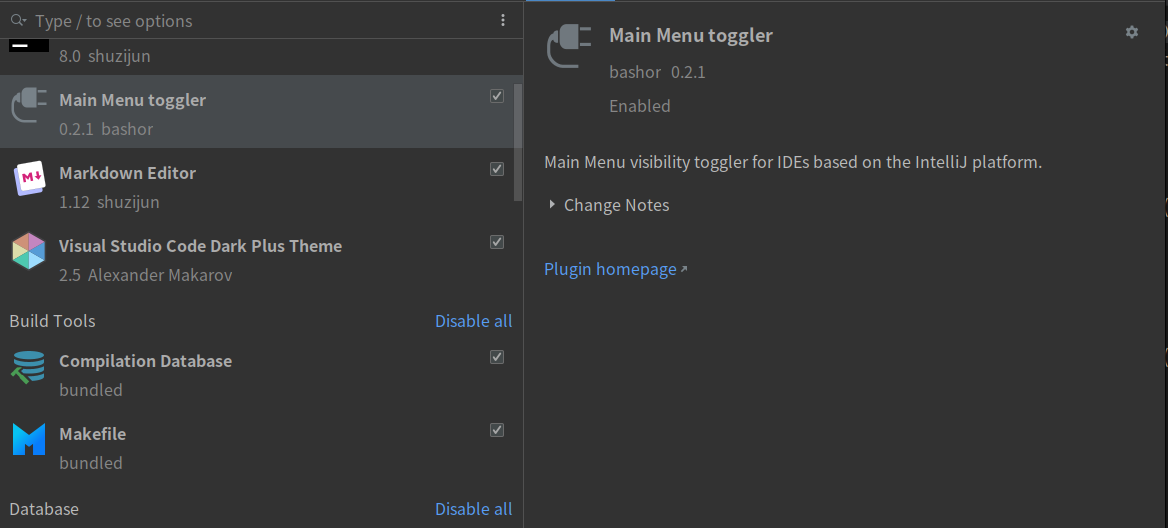 Type / to see options
8.0 shuzijun
Main Menu toggler
0.2.1 bashor
Markdown Editor
1.12 shuzijun
Visual Studio Code Dark Plus Theme
2.5 Alexander Makarov
Build Tools Disable all
Compilation Database
bundled
Makefile
bundled
Database Disable all
Main Menu toggler
bashor 0.2.1
Enabled
Main Menu visibility toggler for IDEs based on the IntelliJ platform.
Change Notes
Plugin homepage